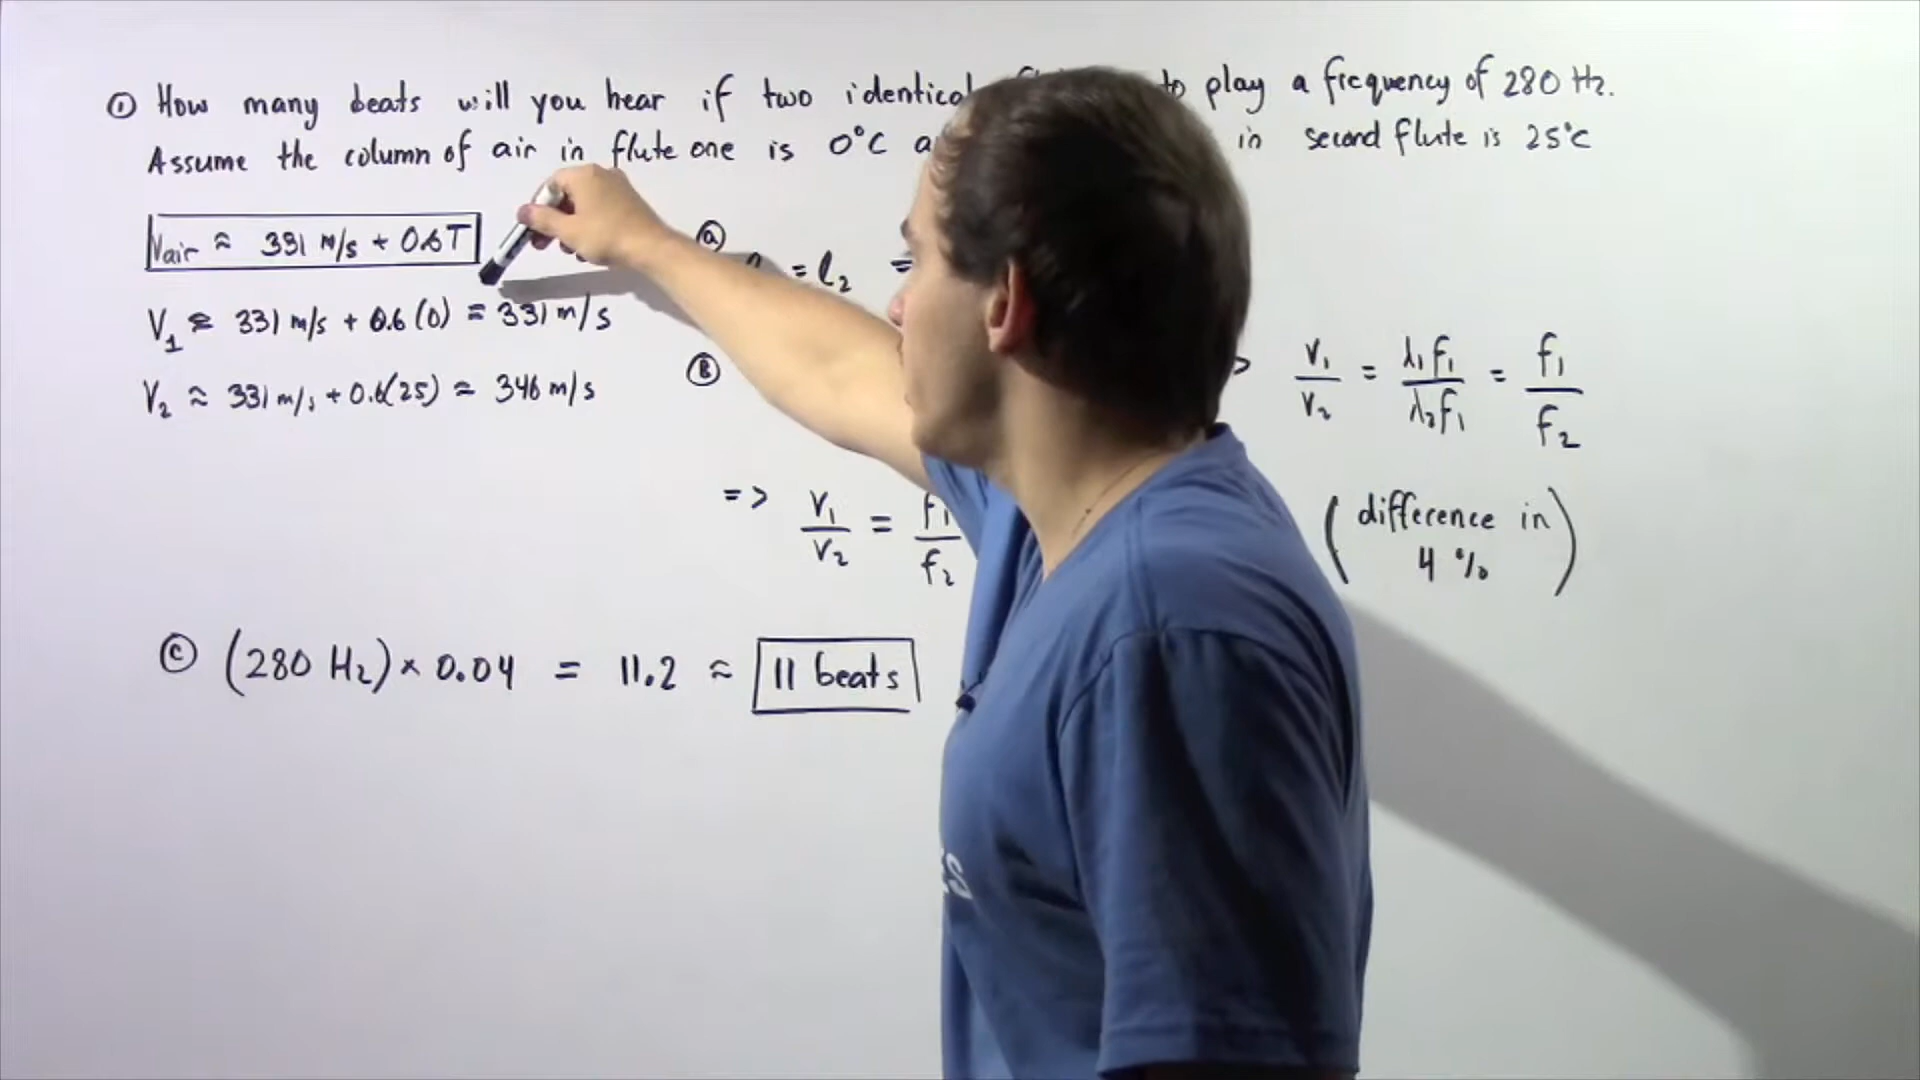 ① How many beats will you hear if two identical to play a frequency of 280 Hz.
Assume the column of air in flute one is 0°C in second flute is 25°C
Vair ≈ 331 m/s + 0.6T
V₁ ≈ 331 m/s + 0.6(0) = 331 m/s
V₂ ≈ 331 m/s + 0.6(25) ≈ 346 m/s
ⓐ
= l₂ =
Ⓑ
v₁/v₂ = λ₁f₁/λ₂f₁ = f₁/f₂
=> v₁/v₂ = f₁/f₂
(difference in
4 %)
ⓒ (280 Hz) × 0.04 = 11.2 ≈ 11 beats
ES